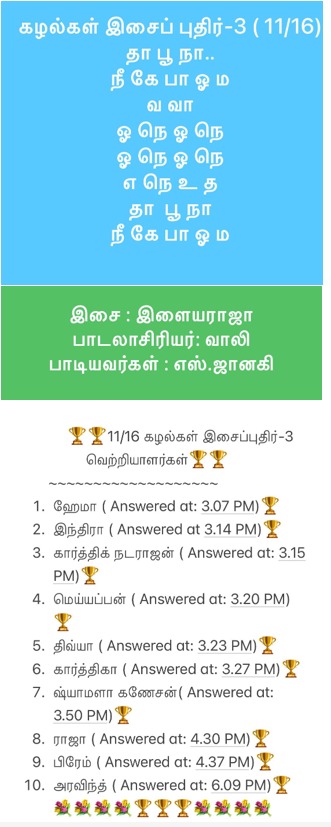 கழல்கள் இசைப் புதிர்-3 ( 11/16)
தா பூ நா..
நீ கே பா ஓ ம
வ வா
ஓ நெ ஓ நெ
ஓ நெ ஓ நெ
எ நெ உ த
தா பூ நா
நீ கே பா ஓ ம
இசை : இளையராஜா
பாடலாசிரியர்: வாலி
பாடியவர்கள் : எஸ்.ஜானகி
🏆🏆11/16 கழல்கள் இசைப்புதிர்-3
வெற்றியாளர்கள்🏆🏆
~~~~~~~~~~~~~~~~~~~
1. ஹேமா ( Answered at: 3.07 PM)🏆
2. இந்திரா ( Answered at: 3.14 PM)🏆
3. கார்த்திக் நடராஜன் ( Answered at: 3.15
PM)🏆
4. மெய்யப்பன் ( Answered at: 3.20 PM)
🏆
5. திவ்யா ( Answered at: 3.23 PM)🏆
6. கார்த்திகா ( Answered at: 3.27 PM)🏆
7. ஷ்யாமளா கணேசன்( Answered at:
3.50 PM)🏆
8. ராஜா ( Answered at: 4.30 PM)🏆
9. பிரேம் ( Answered at: 4.37 PM)🏆
10. அரவிந்த் ( Answered at: 6.09 PM)🏆
💐💐💐💐🏆🏆🏆💐💐💐💐